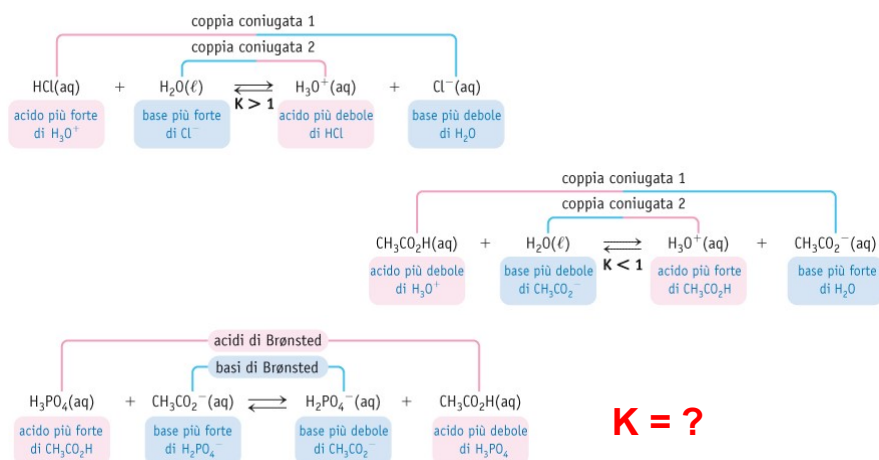 coppia coniugata 1
coppia coniugata 2
HCl(aq) + H₂O(ℓ) ⇌ H₃O⁺(aq) + Cl⁻(aq)
K > 1
acido più forte di H₃O⁺
base più forte di Cl⁻
acido più debole di HCl
base più debole di H₂O
coppia coniugata 1
coppia coniugata 2
CH₃CO₂H(aq) + H₂O(ℓ) ⇌ H₃O⁺(aq) + CH₃CO₂⁻(aq)
K < 1
acido più debole di H₃O⁺
base più debole di CH₃CO₂⁻
acido più forte di CH₃CO₂H
base più forte di H₂O
acidi di Brønsted
basi di Brønsted
H₃PO₄(aq) + CH₃CO₂⁻(aq) ⇌ H₂PO₄⁻(aq) + CH₃CO₂H(aq)
acido più forte di CH₃CO₂H
base più forte di H₂PO₄⁻
base più debole di CH₃CO₂⁻
acido più debole di H₃PO₄
K = ?